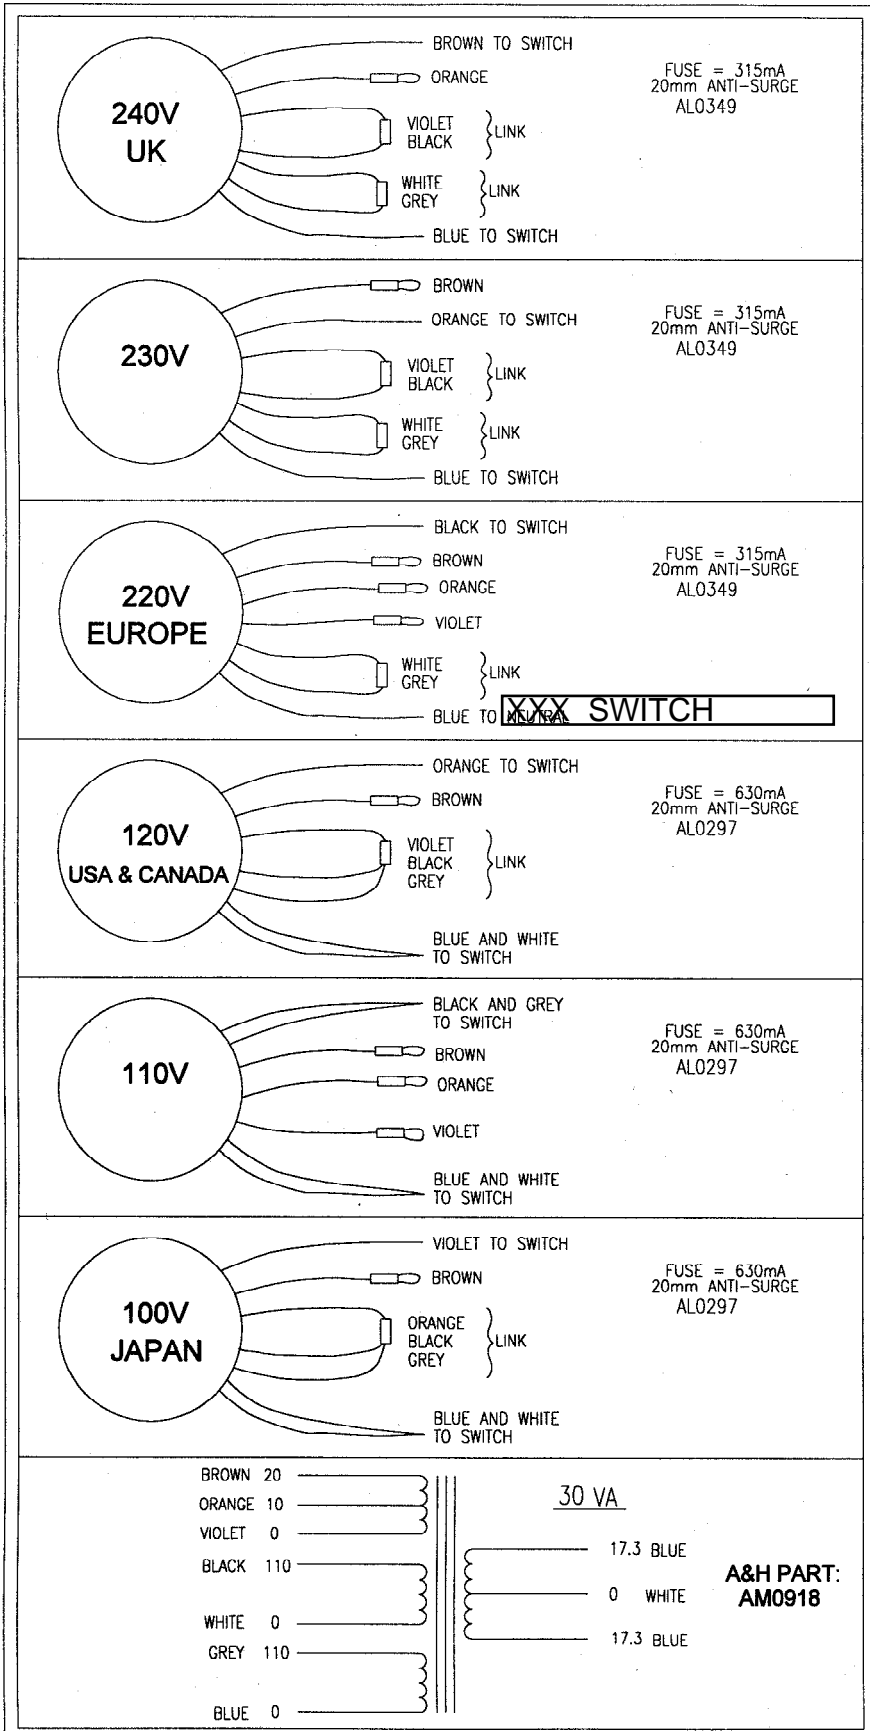 BROWN TO SWITCH
ORANGE
240V
UK
VIOLET
BLACK
LINK
WHITE
GREY
LINK
BLUE TO SWITCH
FUSE = 315mA
20mm ANTI-SURGE
AL0349
BROWN
ORANGE TO SWITCH
230V
VIOLET
BLACK
LINK
WHITE
GREY
LINK
BLUE TO SWITCH
FUSE = 315mA
20mm ANTI-SURGE
AL0349
BLACK TO SWITCH
BROWN
ORANGE
220V
EUROPE
VIOLET
WHITE
GREY
LINK
BLUE TO NEUTRAL XXX SWITCH
FUSE = 315mA
20mm ANTI-SURGE
AL0349
ORANGE TO SWITCH
BROWN
120V
USA & CANADA
VIOLET
BLACK
GREY
LINK
BLUE AND WHITE
TO SWITCH
FUSE = 630mA
20mm ANTI-SURGE
AL0297
BLACK AND GREY
TO SWITCH
110V
BROWN
ORANGE
VIOLET
BLUE AND WHITE
TO SWITCH
FUSE = 630mA
20mm ANTI-SURGE
AL0297
VIOLET TO SWITCH
BROWN
100V
JAPAN
ORANGE
BLACK
GREY
LINK
BLUE AND WHITE
TO SWITCH
FUSE = 630mA
20mm ANTI-SURGE
AL0297
BROWN 20
ORANGE 10
VIOLET 0
BLACK 110
WHITE 0
GREY 110
BLUE 0
30 VA
17.3 BLUE
0 WHITE
17.3 BLUE
A&H PART:
AM0918